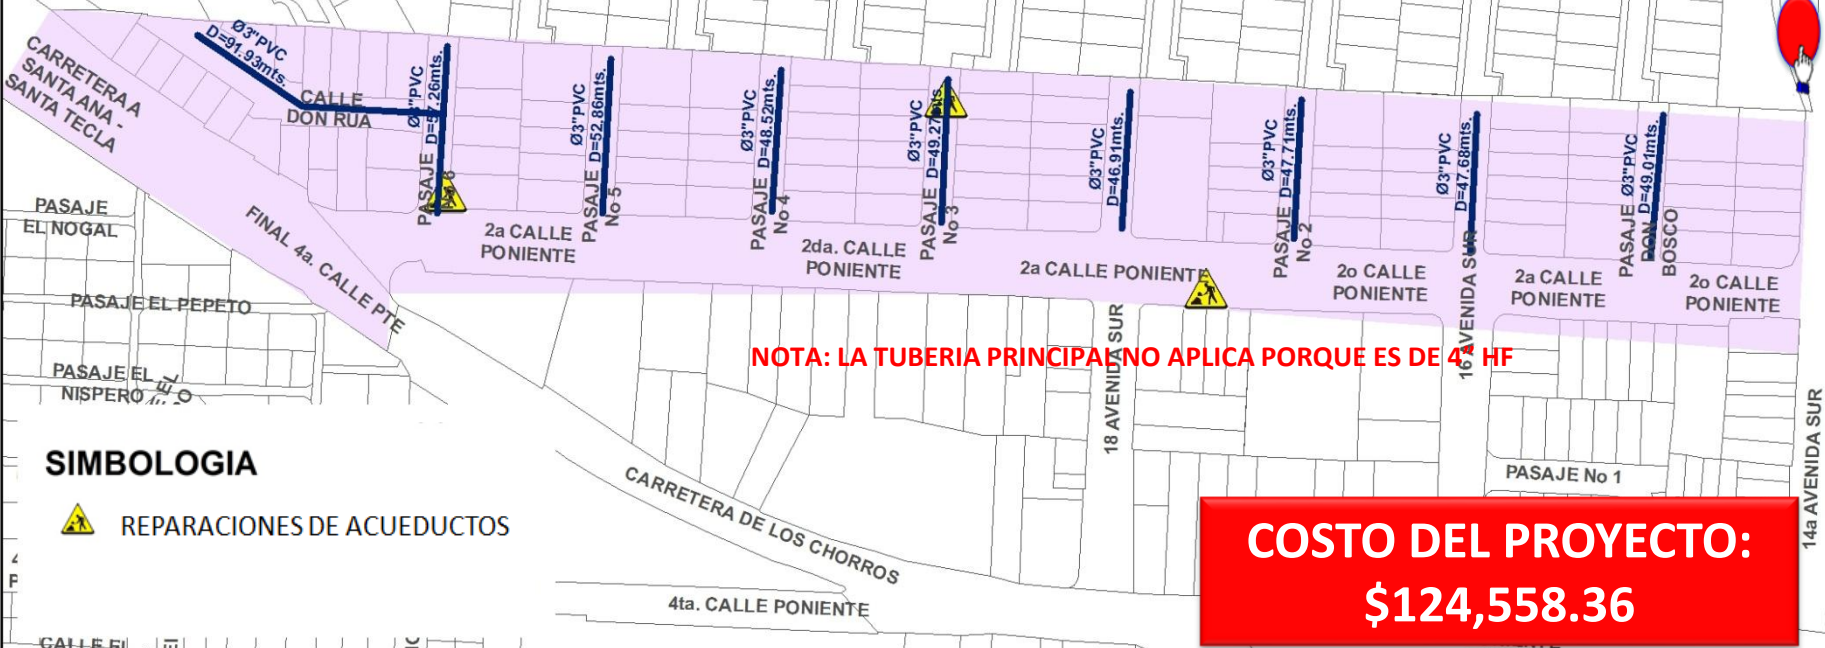 Ø3"PVC
D=91.93mts.
CARRETERA A
SANTA ANA -
SANTA TECLA
CALLE
DON RUA
Ø3"PVC
D=57.26mts.
PASAJE
Ø3"PVC
D=52.86mts.
PASAJE
No 5
Ø3"PVC
D=48.52mts.
PASAJE
No 4
Ø3"PVC
PASAJE
No 3
Ø3"PVC
D=46.91mts.
Ø3"PVC
D=47.71mts.
PASAJE
No 2
Ø3"PVC
D=47.68mts.
16 AVENIDA SUR
Ø3"PVC
D=49.01mts.
PASAJE
DON
BOSCO
PASAJE
EL NOGAL
FINAL 4a. CALLE PTE
2a CALLE
PONIENTE
2da. CALLE
PONIENTE
2a CALLE PONIENTE
2o CALLE
PONIENTE
2a CALLE
PONIENTE
2o CALLE
PONIENTE
PASAJE EL PEPETO
PASAJE EL
NISPERO
NOTA: LA TUBERIA PRINCIPAL NO APLICA PORQUE ES DE 4" HF
18 AVENIDA SUR
14a AVENIDA SUR
SIMBOLOGIA
REPARACIONES DE ACUEDUCTOS
CARRETERA DE LOS CHORROS
PASAJE No 1
4ta. CALLE PONIENTE
COSTO DEL PROYECTO:
$124,558.36